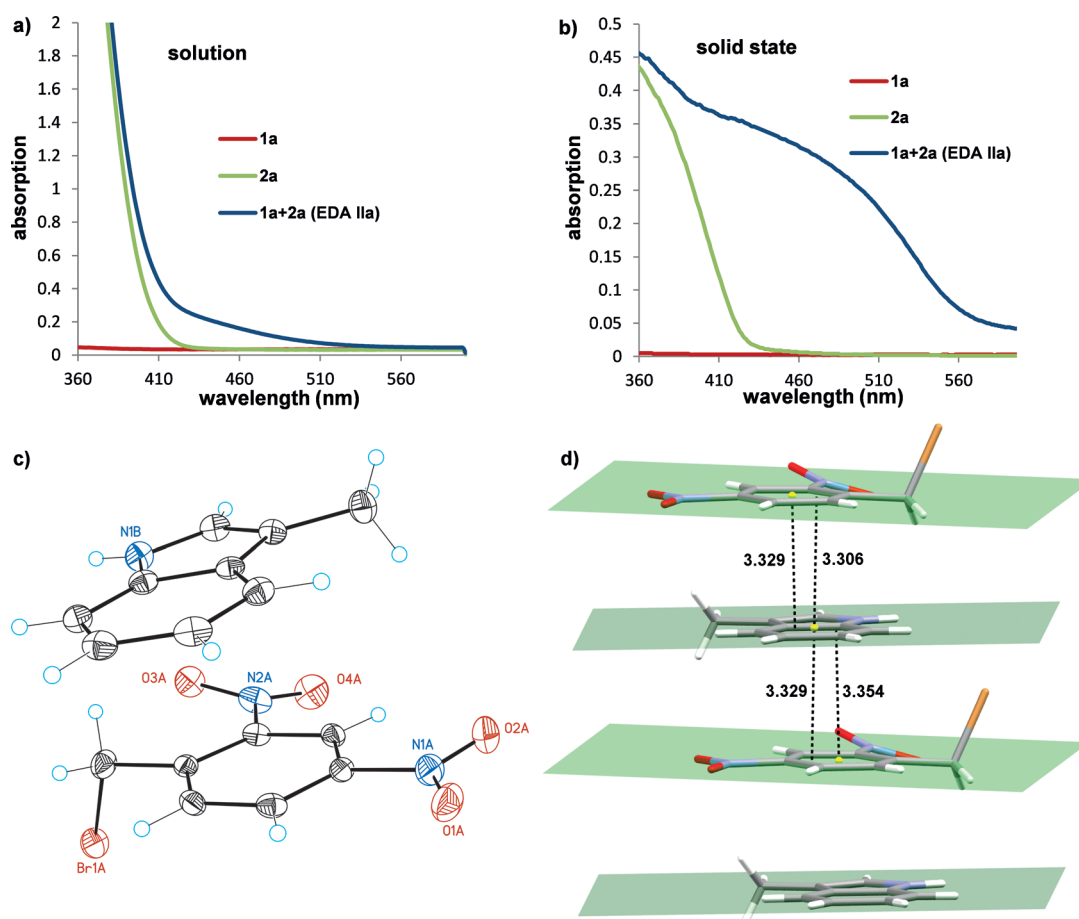 a)
solution
1a
2a
1a+2a (EDA IIa)
absorption
2
1.8
1.6
1.4
1.2
1
0.8
0.6
0.4
0.2
0
360
410
460
510
560
wavelength (nm)
b)
solid state
1a
2a
1a+2a (EDA IIa)
absorption
0.5
0.45
0.4
0.35
0.3
0.25
0.2
0.15
0.1
0.05
0
360
410
460
510
560
wavelength (nm)
c)
N1B
O3A
N2A
O4A
O2A
N1A
O1A
Br1A
d)
3.329
3.306
3.329
3.354